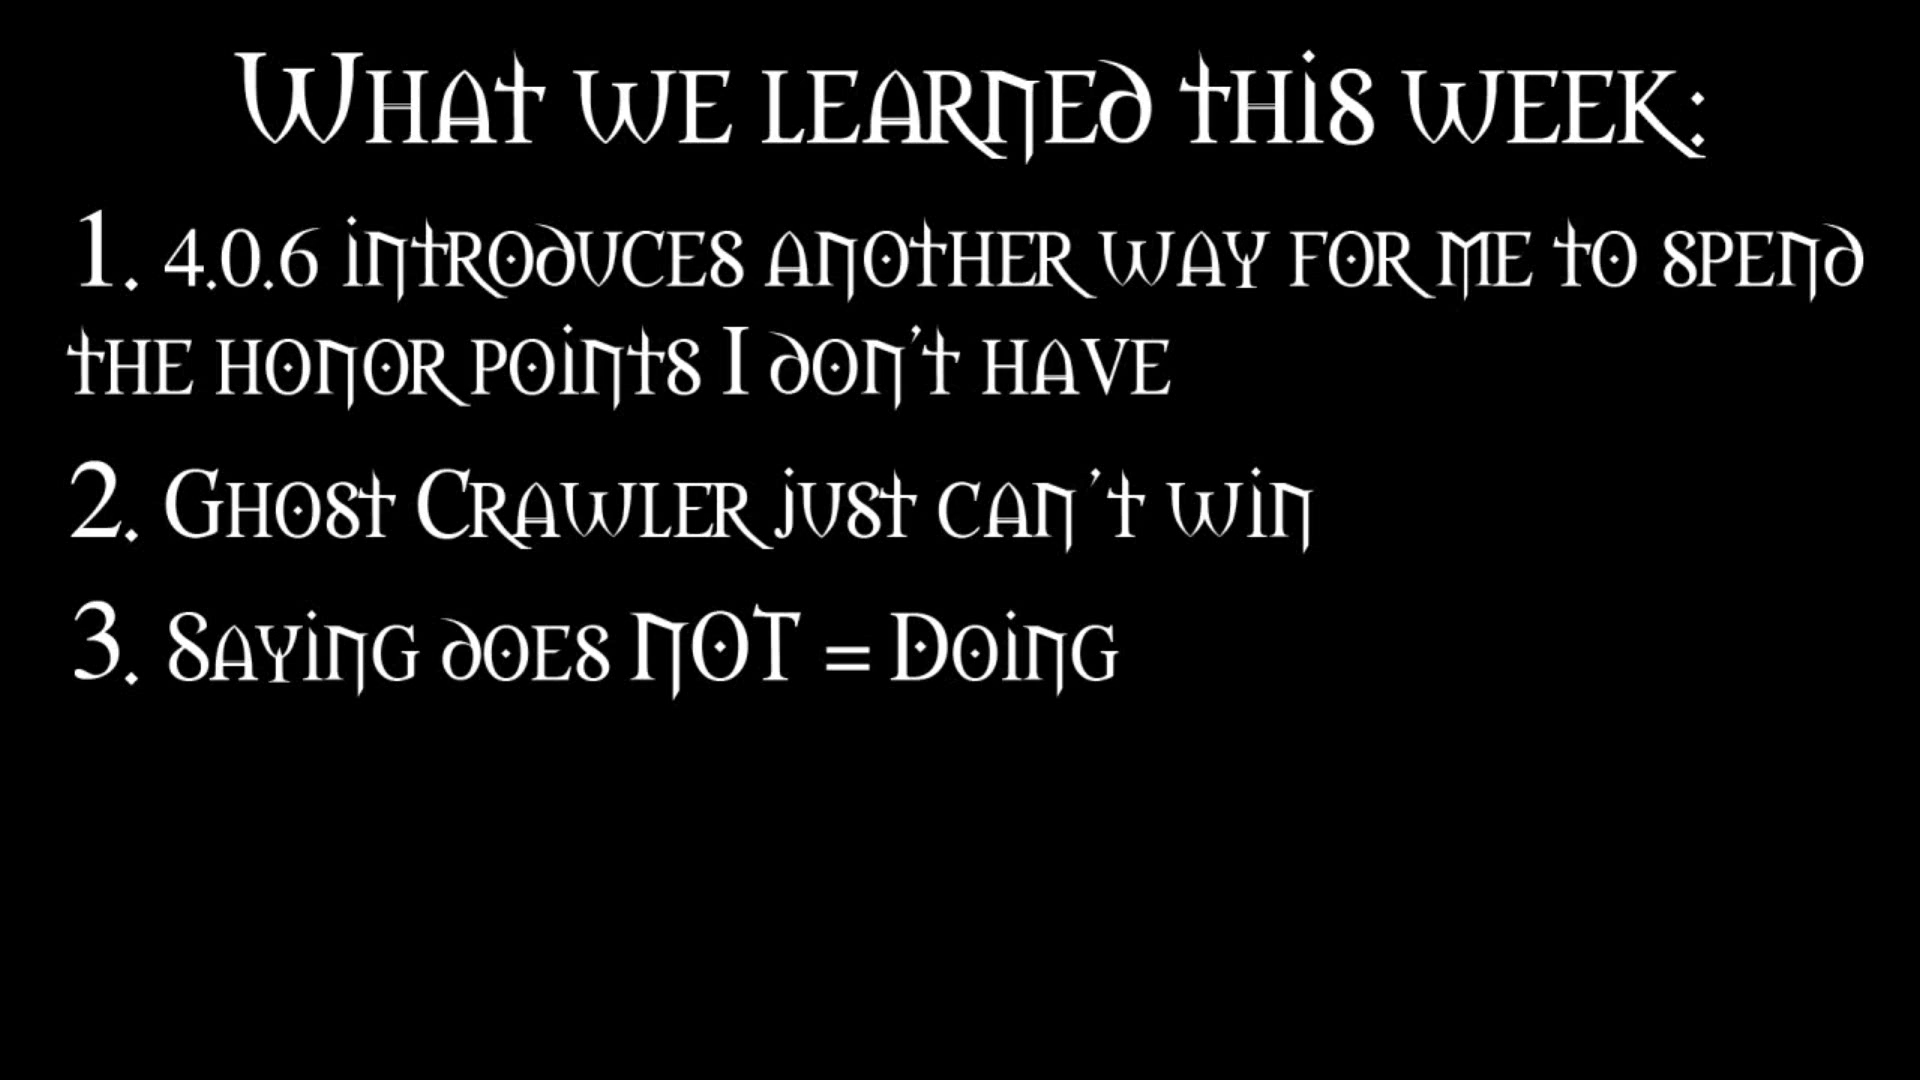 What we learned this week:
1. 4.0.6 introduces another way for me to spend
the honor points I don't have
2. Ghost Crawler just can't win
3. Saying does NOT = Doing